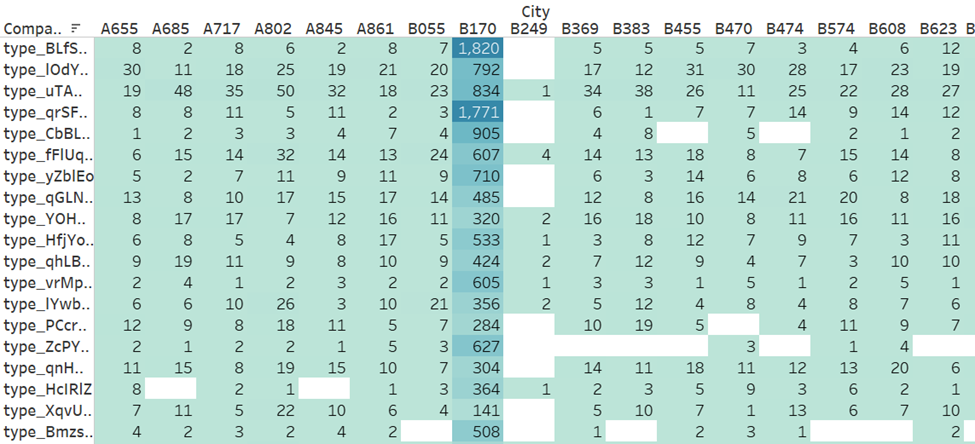 City
Compa.. A655 A685 A717 A802 A845 A861 B055 B170 B249 B369 B383 B455 B470 B474 B574 B608 B623
type_BLfS.. 8 2 8 6 2 8 7 1,820 5 5 5 7 3 4 6 12
type_lOdY.. 30 11 18 25 19 21 20 792 17 12 31 30 28 17 23 19
type_uTA.. 19 48 35 50 32 18 23 834 1 34 38 26 11 25 22 28 27
type_qrSF.. 8 8 11 5 11 2 3 1,771 6 1 7 7 14 9 14 12
type_CbBL.. 1 2 3 3 4 7 4 905 4 8 5 2 1 2
type_fFlUq.. 6 15 14 32 14 13 24 607 4 14 13 18 8 7 15 14 8
type_yZblEo 5 2 7 11 9 11 9 710 6 3 14 6 8 6 12 8
type_qGLN.. 13 8 10 17 15 17 14 485 12 8 16 14 21 20 8 18
type_YOH.. 8 17 17 7 12 16 11 320 2 16 18 10 8 11 16 11 16
type_HfjYo.. 6 8 5 4 8 17 5 533 1 3 8 12 7 9 7 3 11
type_qhLB.. 9 19 11 9 8 10 9 424 2 7 12 9 4 7 3 10 10
type_vrMp.. 2 4 1 2 3 2 2 605 1 3 3 1 5 1 2 5 1
type_lYwb.. 6 6 10 26 3 10 21 356 2 5 12 4 8 4 8 7 6
type_PCcr.. 12 9 8 18 11 5 7 284 10 19 5 4 11 9 7
type_ZcPY.. 2 1 2 2 1 5 3 627 3 1 4
type_qnH.. 11 15 8 19 15 10 7 304 14 11 18 11 12 13 20 6
type_HcIRlZ 8 2 1 1 3 364 1 2 3 5 9 3 6 2 1
type_XqvU.. 7 11 5 22 10 6 4 141 5 10 7 1 13 6 7 10
type_Bmzs.. 4 2 3 2 4 2 508 1 2 3 1 2